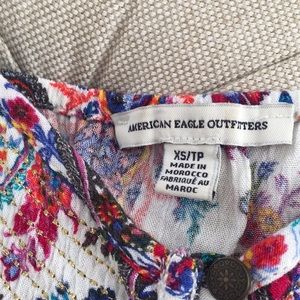 AMERICAN EAGLE OUTFITTERS
XS/TP
MADE IN
MOROCCO
FABRIQUÉ AU
MAROC